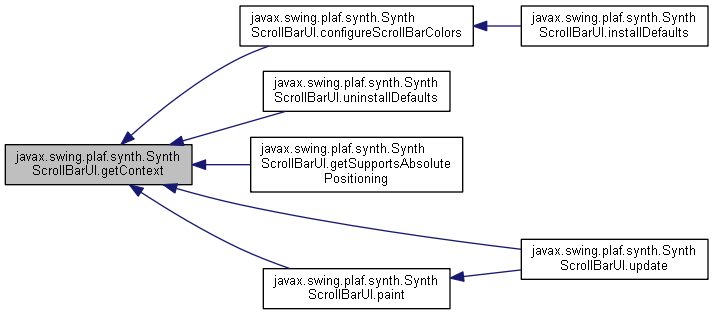 javax.swing.plaf.synth.Synth
ScrollBarUI.configureScrollBarColors
javax.swing.plaf.synth.Synth
ScrollBarUI.installDefaults
javax.swing.plaf.synth.Synth
ScrollBarUI.uninstallDefaults
javax.swing.plaf.synth.Synth
ScrollBarUI.getContext
javax.swing.plaf.synth.Synth
ScrollBarUI.getSupportsAbsolute
Positioning
javax.swing.plaf.synth.Synth
ScrollBarUI.update
javax.swing.plaf.synth.Synth
ScrollBarUI.paint